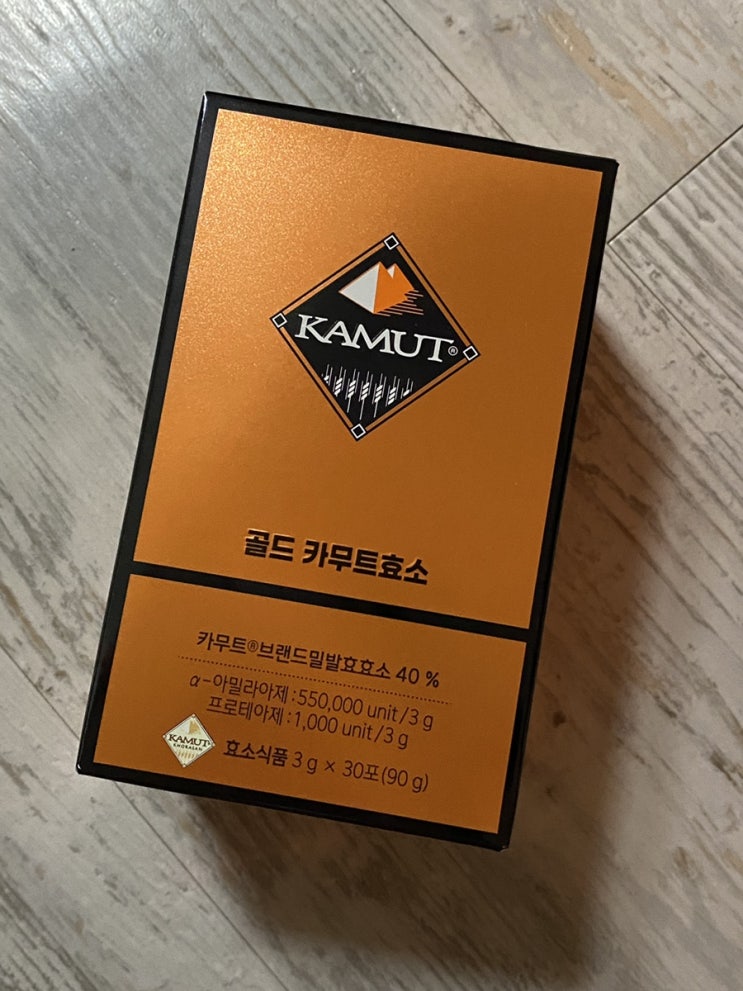 KAMUT®
골드 카무트효소
카무트®브랜드밀발효효소 40 %
α-아밀라아제 : 550,000 unit/3 g
프로테아제 : 1,000 unit/3 g
KAMUT®
KHORASAN
효소식품 3 g × 30포(90 g)